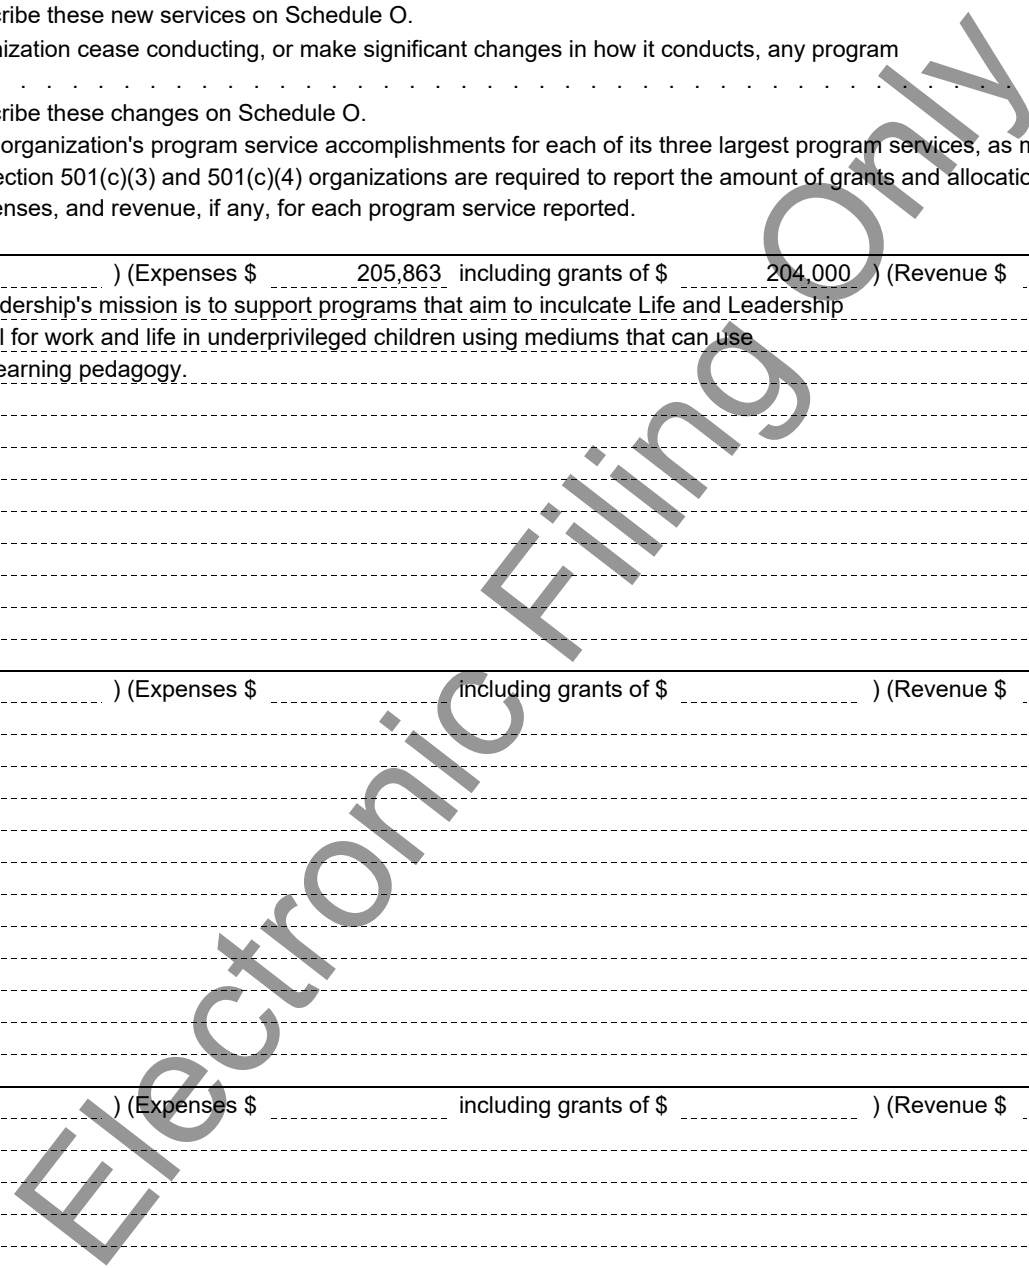 ribe these new services on Schedule O.
nization cease conducting, or make significant changes in how it conducts, any program
. . . . . . . . . . . . . . . . . . . . . . . . . . . . . . . . . . . . . . .
ribe these changes on Schedule O.
organization's program service accomplishments for each of its three largest program services, as m
ection 501(c)(3) and 501(c)(4) organizations are required to report the amount of grants and allocatio
enses, and revenue, if any, for each program service reported.
) (Expenses $ 205,863 including grants of $ 204,000 ) (Revenue $
dership's mission is to support programs that aim to inculcate Life and Leadership
l for work and life in underprivileged children using mediums that can use
earning pedagogy.
) (Expenses $ including grants of $ ) (Revenue $
) (Expenses $ including grants of $ ) (Revenue $
Electronic Filing Only